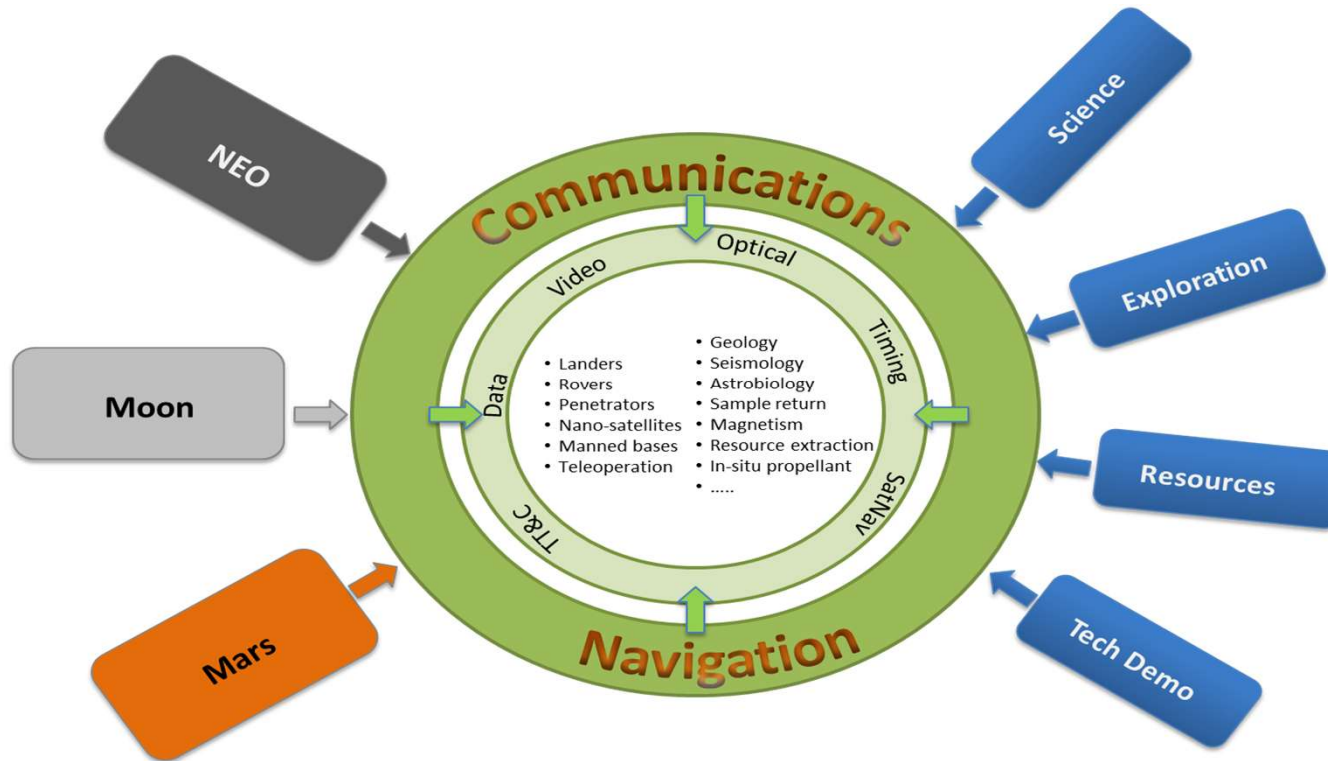 NEO
Moon
Mars
Communications
Navigation
Video
Optical
Timing
SatNav
TT&C
Data
• Landers
• Rovers
• Penetrators
• Nano-satellites
• Manned bases
• Teleoperation
• Geology
• Seismology
• Astrobiology
• Sample return
• Magnetism
• Resource extraction
• In-situ propellant
• .....
Science
Exploration
Resources
Tech Demo